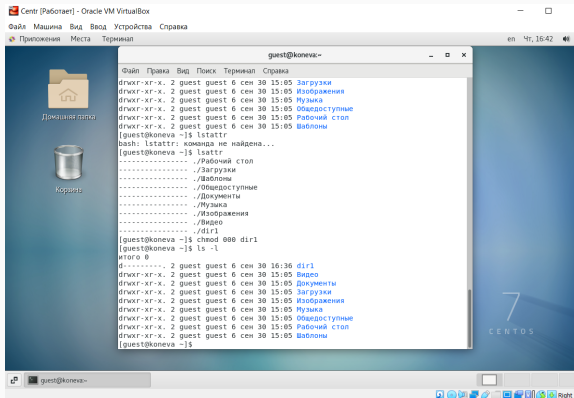 Centr [Работает] - Oracle VM VirtualBox
Файл Машина Вид Ввод Устройства Справка
Приложения Места Терминал en Чт, 16:42
guest@koneva:~
Файл Правка Вид Поиск Терминал Справка
drwxr-xr-x. 2 guest guest 6 сен 30 15:05 Загрузки
drwxr-xr-x. 2 guest guest 6 сен 30 15:05 Изображения
drwxr-xr-x. 2 guest guest 6 сен 30 15:05 Музыка
drwxr-xr-x. 2 guest guest 6 сен 30 15:05 Общедоступные
drwxr-xr-x. 2 guest guest 6 сен 30 15:05 Рабочий стол
drwxr-xr-x. 2 guest guest 6 сен 30 15:05 Шаблоны
[guest@koneva ~]$ lstattr
bash: lstattr: команда не найдена...
[guest@koneva ~]$ lsattr
---------------- ./Рабочий стол
---------------- ./Загрузки
---------------- ./Шаблоны
---------------- ./Общедоступные
---------------- ./Документы
---------------- ./Музыка
---------------- ./Изображения
---------------- ./Видео
---------------- ./dir1
[guest@koneva ~]$ chmod 000 dir1
[guest@koneva ~]$ ls -l
итого 0
d---------. 2 guest guest 6 сен 30 16:36 dir1
drwxr-xr-x. 2 guest guest 6 сен 30 15:05 Видео
drwxr-xr-x. 2 guest guest 6 сен 30 15:05 Документы
drwxr-xr-x. 2 guest guest 6 сен 30 15:05 Загрузки
drwxr-xr-x. 2 guest guest 6 сен 30 15:05 Изображения
drwxr-xr-x. 2 guest guest 6 сен 30 15:05 Музыка
drwxr-xr-x. 2 guest guest 6 сен 30 15:05 Общедоступные
drwxr-xr-x. 2 guest guest 6 сен 30 15:05 Рабочий стол
drwxr-xr-x. 2 guest guest 6 сен 30 15:05 Шаблоны
[guest@koneva ~]$
Домашняя папка
Корзина
7
CENTOS
guest@koneva:~
Right